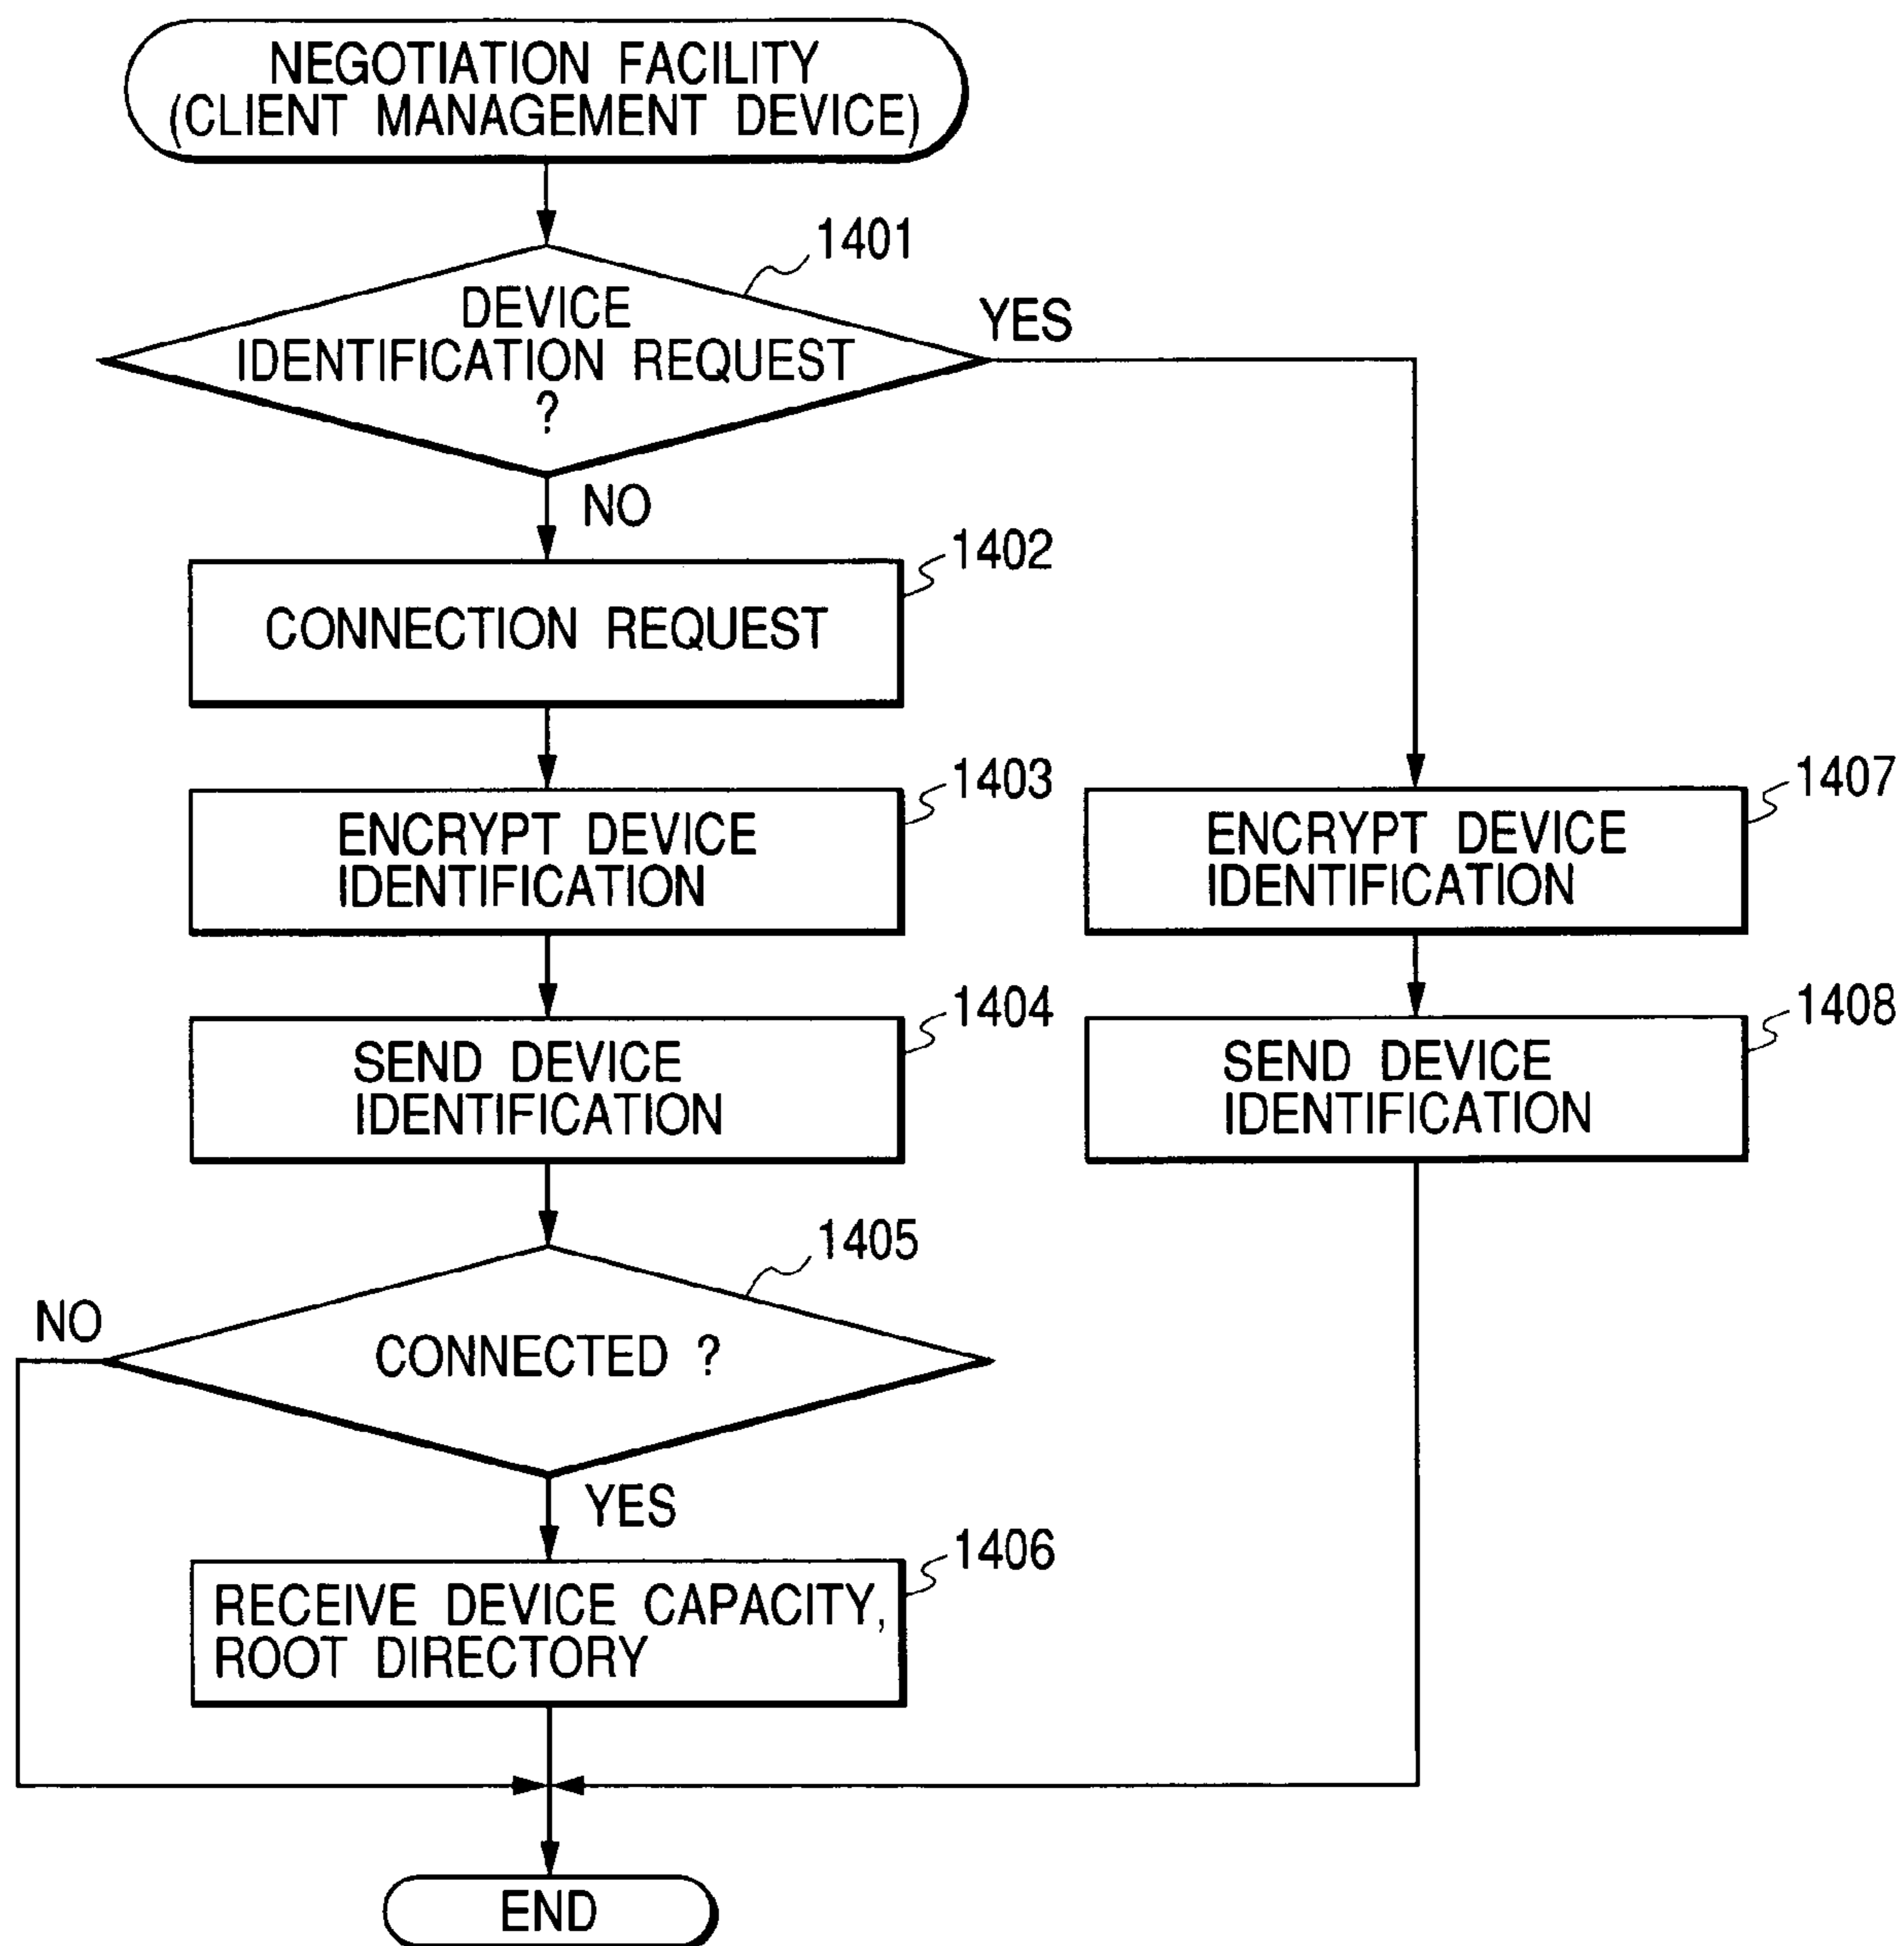 NEGOTIATION FACILITY
(CLIENT MANAGEMENT DEVICE)
1401
DEVICE
IDENTIFICATION REQUEST
?
YES
NO
1402
CONNECTION REQUEST
1403
ENCRYPT DEVICE
IDENTIFICATION
1407
ENCRYPT DEVICE
IDENTIFICATION
1404
SEND DEVICE
IDENTIFICATION
1408
SEND DEVICE
IDENTIFICATION
1405
NO
CONNECTED ?
YES
1406
RECEIVE DEVICE CAPACITY,
ROOT DIRECTORY
END